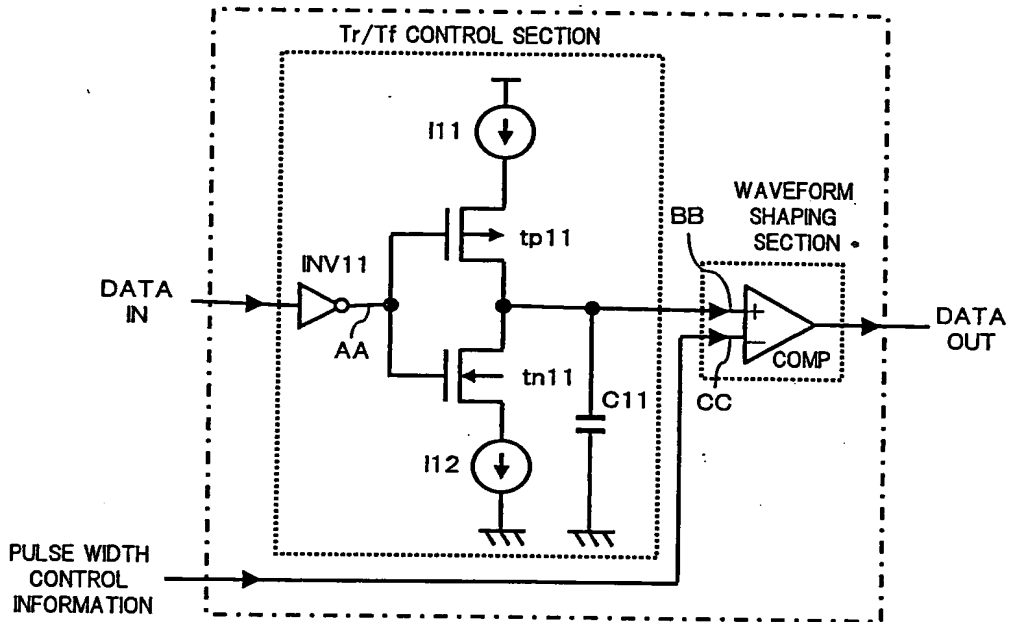 Tr/Tf CONTROL SECTION
I11
WAVEFORM
SHAPING
SECTION
BB
tp11
INV11
DATA
IN
AA
+
−
COMP
DATA
OUT
tn11
C11
CC
I12
PULSE WIDTH
CONTROL
INFORMATION